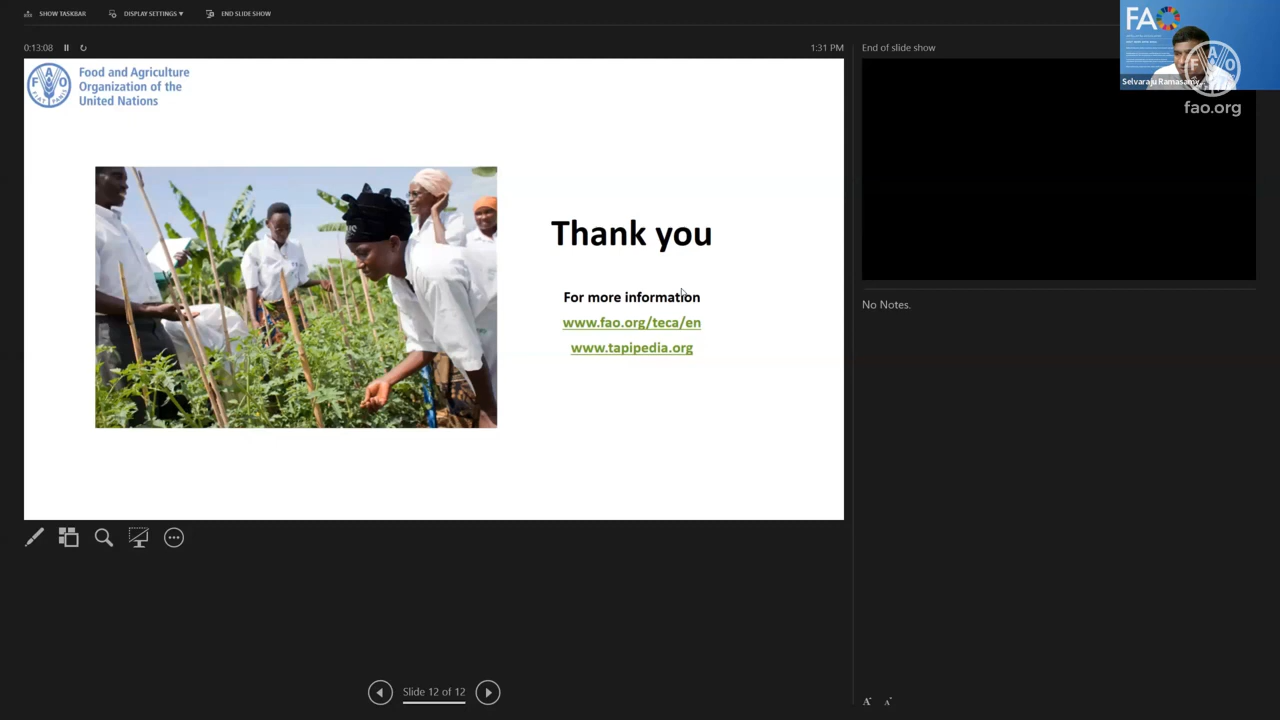 SHOW TASKBAR
DISPLAY SETTINGS ▾
END SLIDE SHOW
0:13:08
1:31 PM
Food and Agriculture
Organization of the
United Nations
Thank you
For more information
www.fao.org/teca/en
www.tapipedia.org
Slide 12 of 12
End of slide show
No Notes.
FAO
Selvaraju Ramasamy
F A O
fao.org